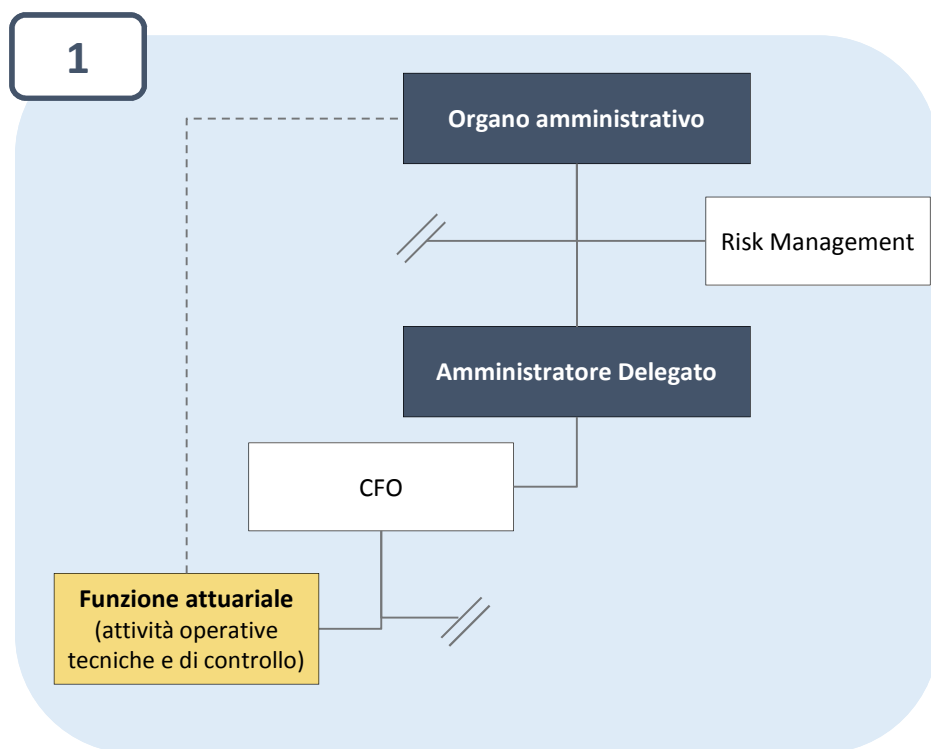 1
Organo amministrativo
Risk Management
Amministratore Delegato
CFO
Funzione attuariale
(attività operative
tecniche e di controllo)